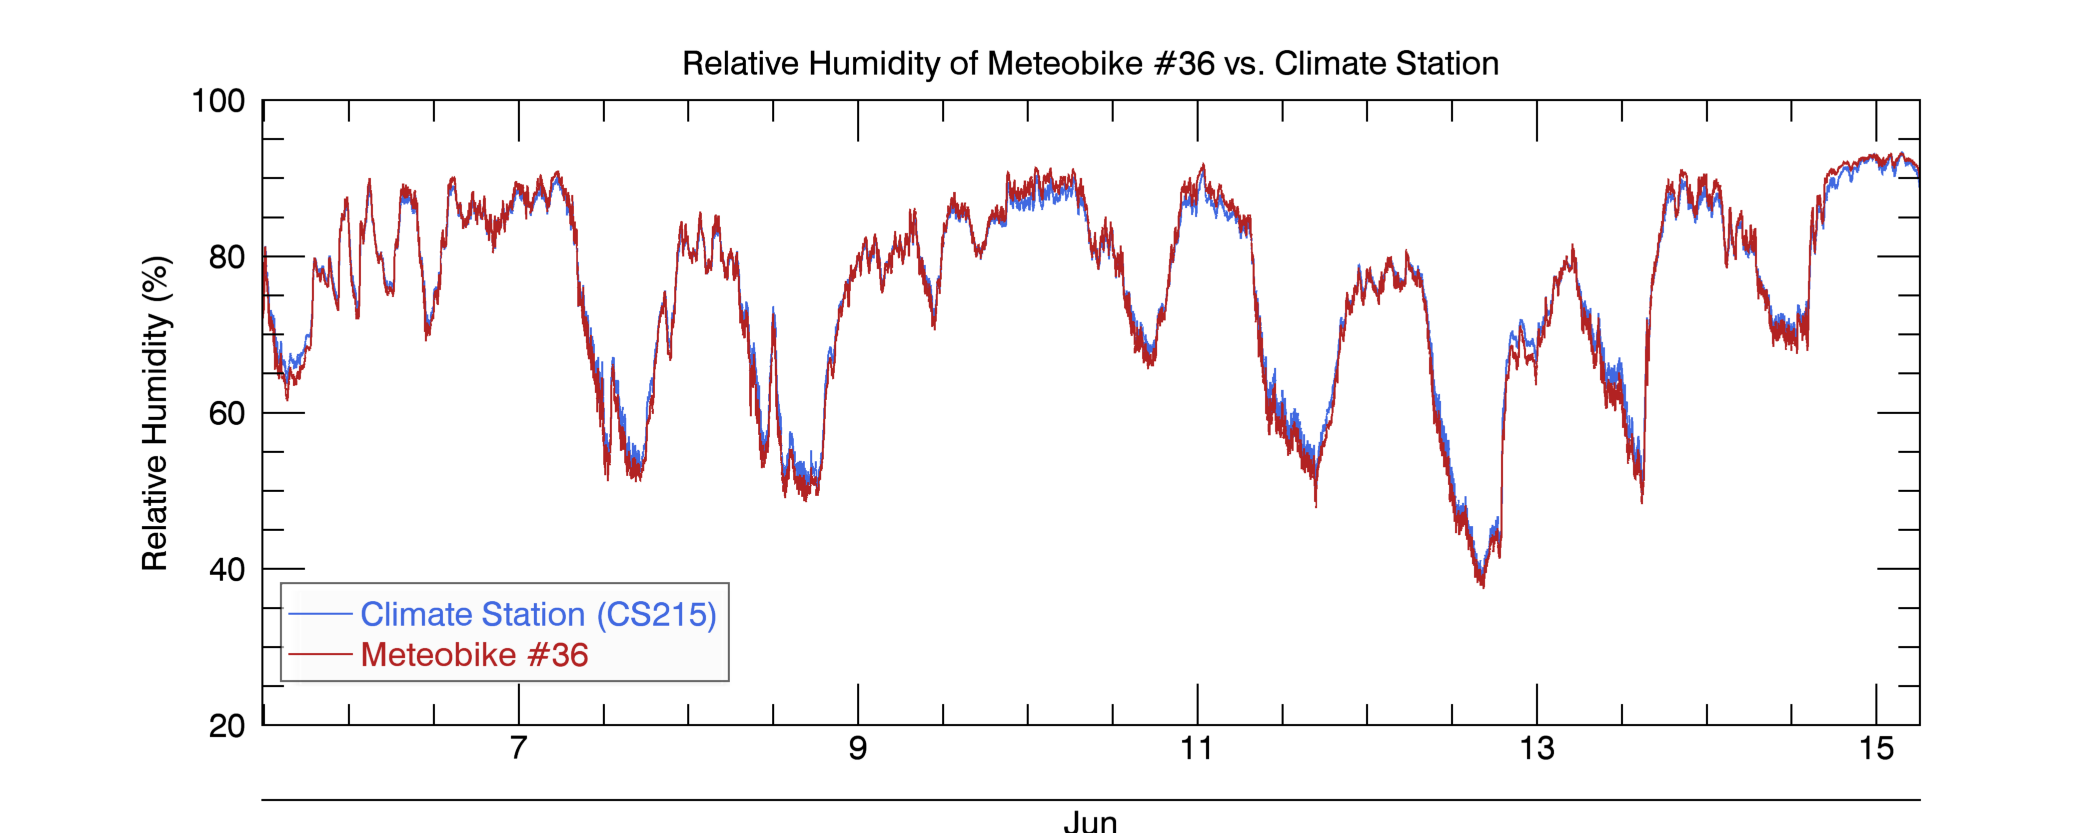 Relative Humidity of Meteobike #36 vs. Climate Station
100
80
60
40
20
Relative Humidity (%)
Climate Station (CS215)
Meteobike #36
7 9 11 13 15
Jun